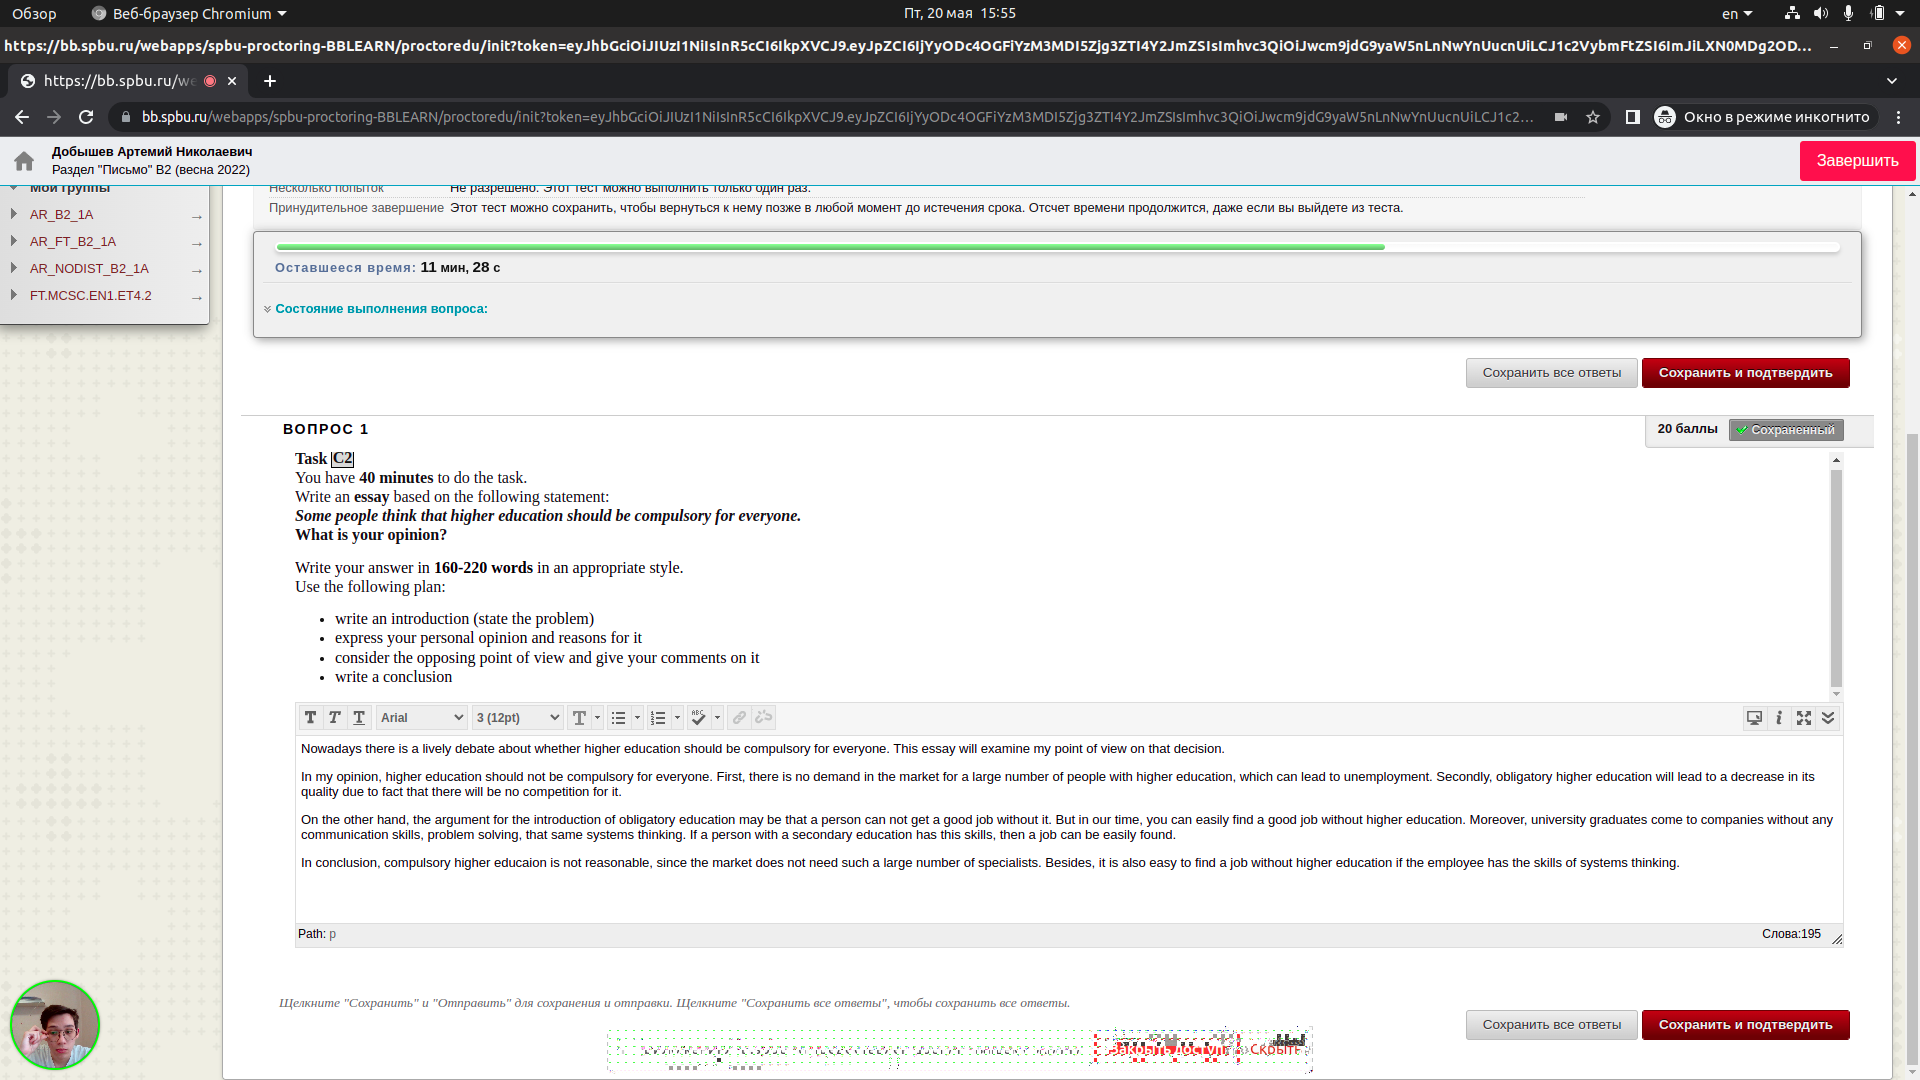 Обзор
Веб-браузер Chromium
Пт, 20 мая 15:55
en
https://bb.spbu.ru/webapps/spbu-proctoring-BBLEARN/proctoredu/init?token=eyJhbGciOiJIUzI1NiIsInR5cCI6IkpXVCJ9.eyJpZCI6IjYyODc4OGFiYzM3MDI5Zjg3ZTI4Y2JmZSIsImhvc3QiOiJwcm9jdG9yaW5nLnNwYnUucnUiLCJ1c2VybmFtZSI6ImJiLXN0MDg2OD...
https://bb.spbu.ru/we
bb.spbu.ru/webapps/spbu-proctoring-BBLEARN/proctoredu/init?token=eyJhbGciOiJIUzI1NiIsInR5cCI6IkpXVCJ9.eyJpZCI6IjYyODc4OGFiYzM3MDI5Zjg3ZTI4Y2JmZSIsImhvc3QiOiJwcm9jdG9yaW5nLnNwYnUucnUiLCJ1c2...
Окно в режиме инкогнито
Добышев Артемий Николаевич
Раздел "Письмо" B2 (весна 2022)
Завершить
Мои группы
AR_B2_1A
AR_FT_B2_1A
AR_NODIST_B2_1A
FT.MCSC.EN1.ET4.2
Несколько попыток Не разрешено. Этот тест можно выполнить только один раз.
Принудительное завершение Этот тест можно сохранить, чтобы вернуться к нему позже в любой момент до истечения срока. Отсчет времени продолжится, даже если вы выйдете из теста.
Оставшееся время: 11 мин, 28 с
Состояние выполнения вопроса:
Сохранить все ответы
Сохранить и подтвердить
ВОПРОС 1
20 баллы
Сохраненный
Task C2
You have 40 minutes to do the task.
Write an essay based on the following statement:
Some people think that higher education should be compulsory for everyone.
What is your opinion?
Write your answer in 160-220 words in an appropriate style.
Use the following plan:
• write an introduction (state the problem)
• express your personal opinion and reasons for it
• consider the opposing point of view and give your comments on it
• write a conclusion
Arial
3 (12pt)
Nowadays there is a lively debate about whether higher education should be compulsory for everyone. This essay will examine my point of view on that decision.
In my opinion, higher education should not be compulsory for everyone. First, there is no demand in the market for a large number of people with higher education, which can lead to unemployment. Secondly, obligatory higher education will lead to a decrease in its
quality due to fact that there will be no competition for it.
On the other hand, the argument for the introduction of obligatory education may be that a person can not get a good job without it. But in our time, you can easily find a good job without higher education. Moreover, university graduates come to companies without any
communication skills, problem solving, that same systems thinking. If a person with a secondary education has this skills, then a job can be easily found.
In conclusion, compulsory higher educaion is not reasonable, since the market does not need such a large number of specialists. Besides, it is also easy to find a job without higher education if the employee has the skills of systems thinking.
Path: p
Слова:195
Щелкните "Сохранить" и "Отправить" для сохранения и отправки. Щелкните "Сохранить все ответы", чтобы сохранить все ответы.
Сохранить все ответы
Сохранить и подтвердить
Закрыть доступ
Скрыть